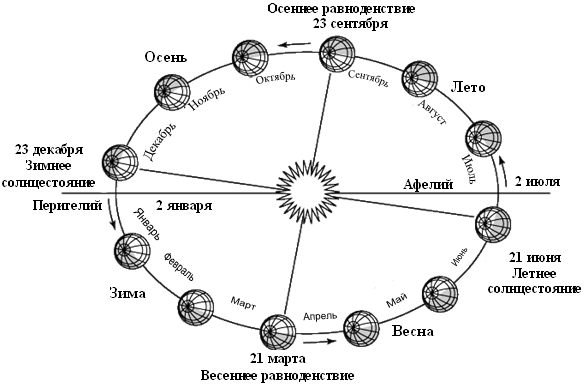 Осеннее равноденствие
23 сентября
Осень
Октябрь
Сентябрь
Лето
Ноябрь
Август
Декабрь
Июль
23 декабря
Зимнее
солнцестояние
Афелий
2 июля
Перигелий
2 января
Январь
Февраль
Июнь
21 июня
Летнее
солнцестояние
Зима
Март
Апрель
Май
Весна
21 марта
Весеннее равноденствие